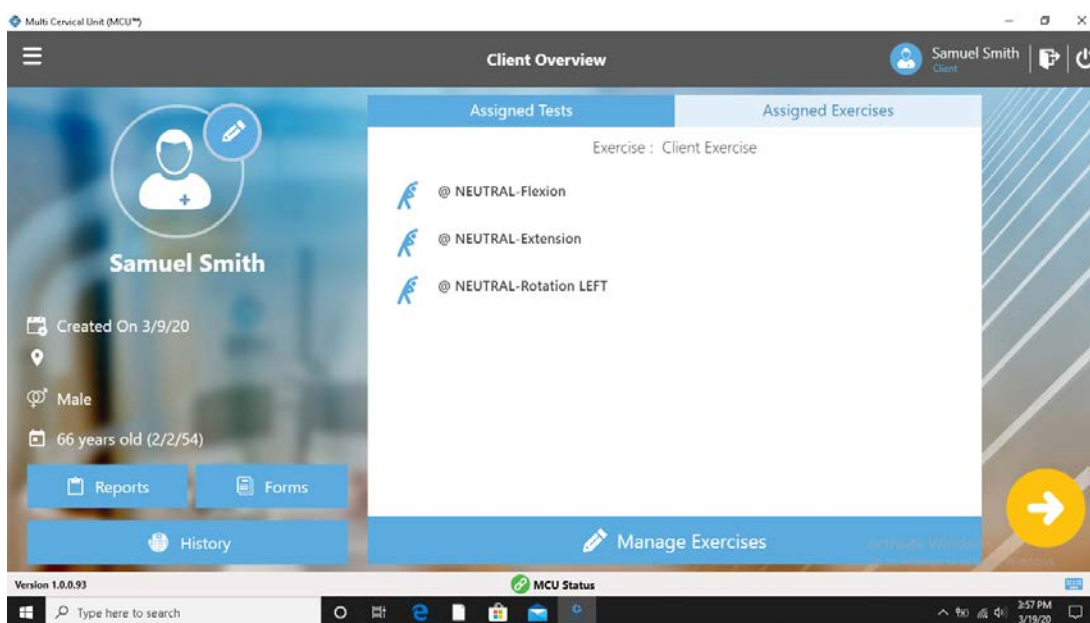 Multi Cervical Unit (MCU™)
Client Overview
Samuel Smith
Client
Samuel Smith
Created On 3/9/20
Male
66 years old (2/2/54)
Reports
Forms
History
Assigned Tests
Assigned Exercises
Exercise : Client Exercise
@ NEUTRAL-Flexion
@ NEUTRAL-Extension
@ NEUTRAL-Rotation LEFT
Manage Exercises
Version 1.0.0.93
MCU Status
Type here to search
3:57 PM
3/19/20